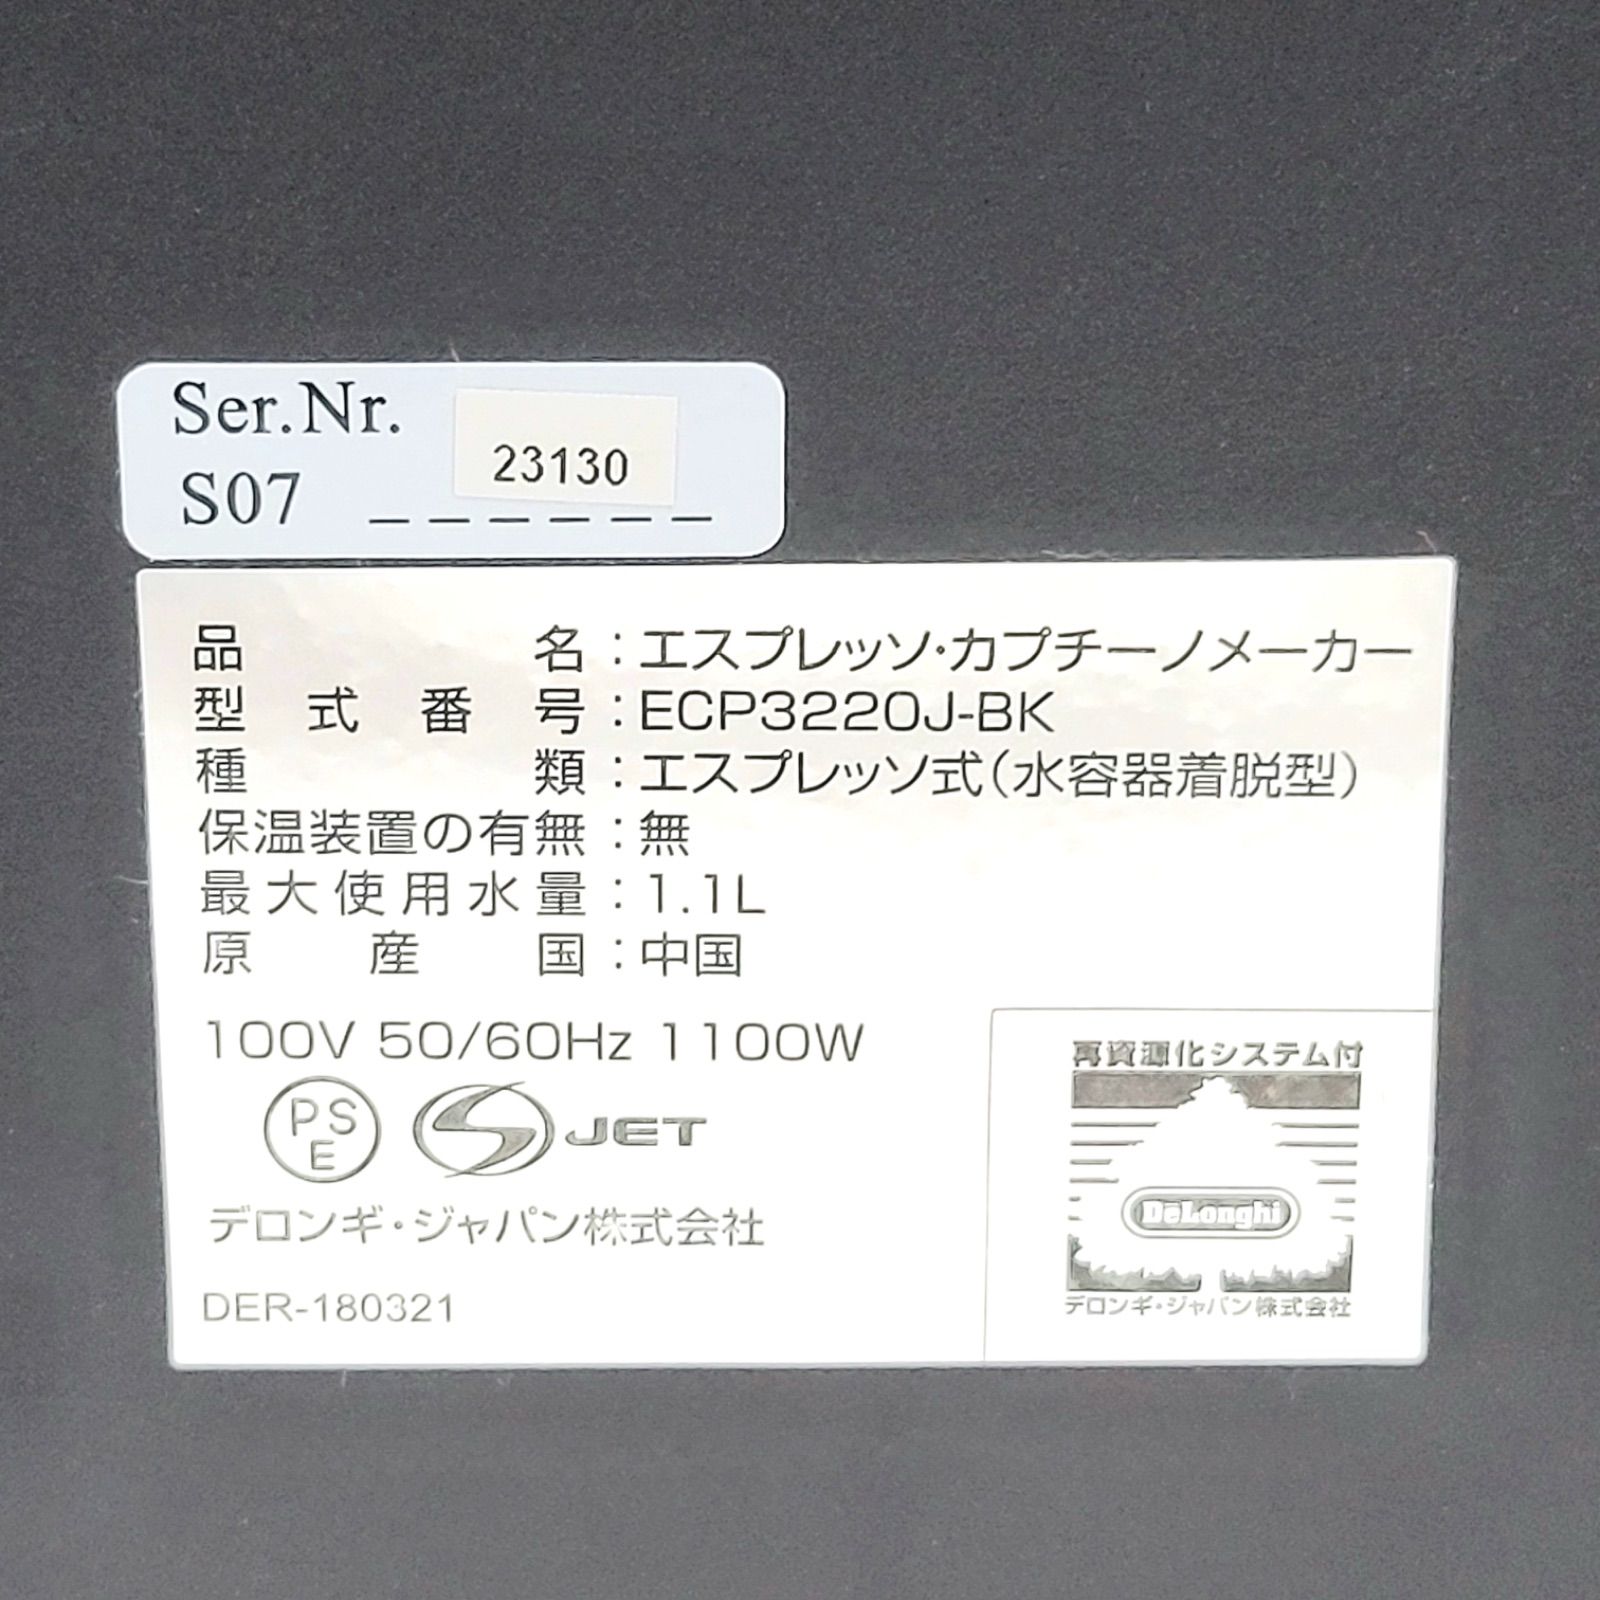 Ser.Nr.
23130
S07 _ _ _ _ _ _
品名：エスプレッソ・カプチーノメーカー
型式番号：ECP3220J-BK
種類：エスプレッソ式（水容器着脱型）
保温装置の有無：無
最大使用水量：1.1L
原産国：中国
100V 50/60Hz 1100W
PSE
S JET
デロンギ・ジャパン株式会社
DER-180321
再資源化システム付
DeLonghi
デロンギ・ジャパン株式会社